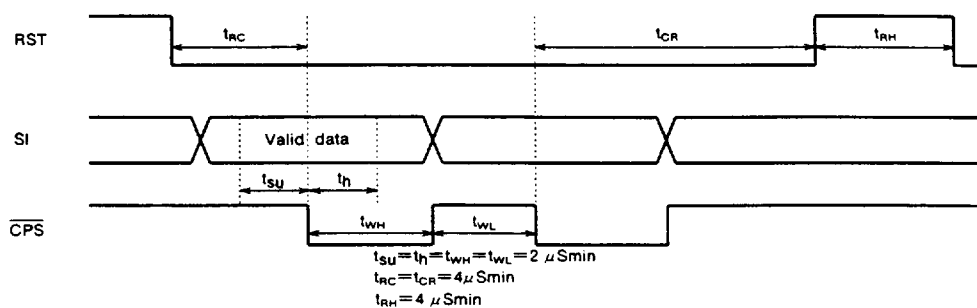 RST
tRC
tCR
tRH
SI
Valid data
tsu
th
CPS
tWH
tWL
tsu=th=tWH=tWL=2 μSmin
tRC=tCR=4μSmin
tRH=4 μSmin